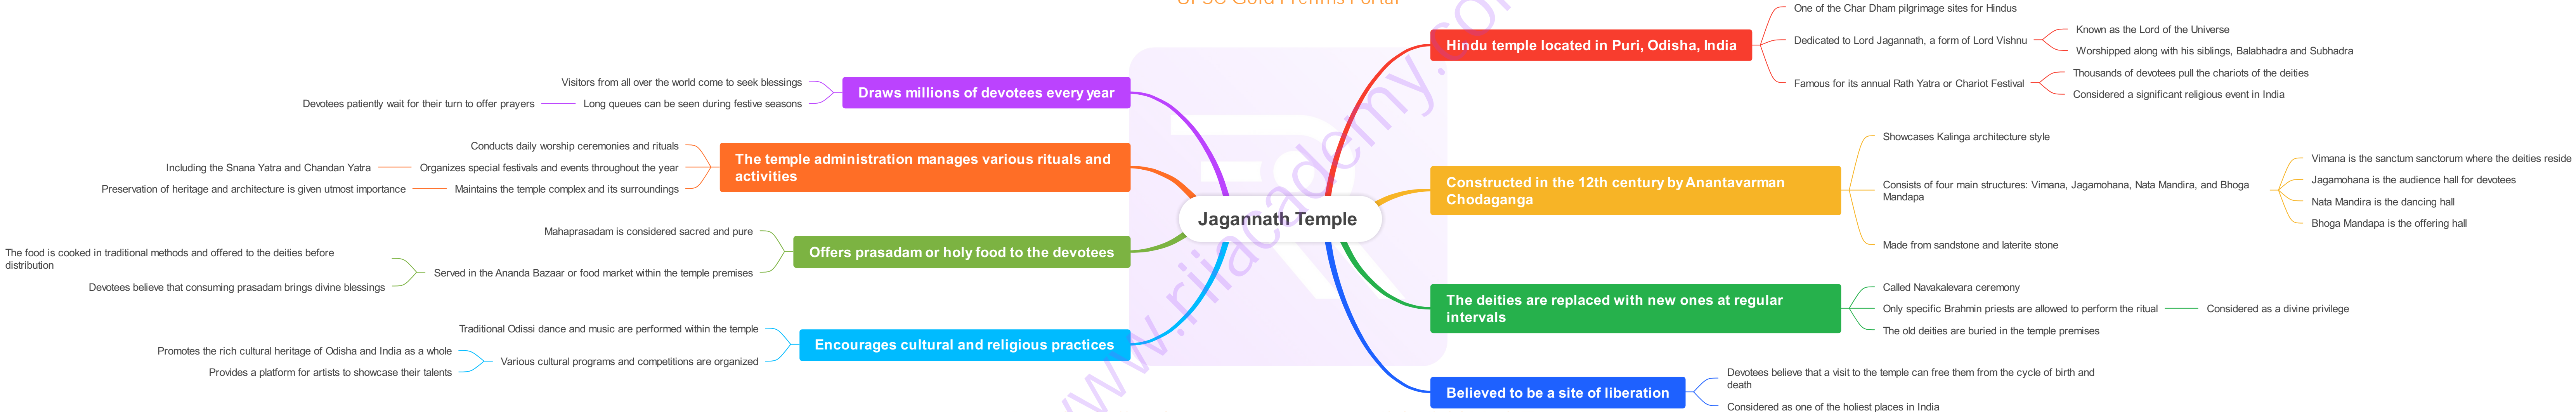 UPSC Gold Prelims Portal
Jagannath Temple
Hindu temple located in Puri, Odisha, India
One of the Char Dham pilgrimage sites for Hindus
Dedicated to Lord Jagannath, a form of Lord Vishnu
Known as the Lord of the Universe
Worshipped along with his siblings, Balabhadra and Subhadra
Famous for its annual Rath Yatra or Chariot Festival
Thousands of devotees pull the chariots of the deities
Considered a significant religious event in India
Constructed in the 12th century by Anantavarman
Chodaganga
Showcases Kalinga architecture style
Consists of four main structures: Vimana, Jagamohana, Nata Mandira, and Bhoga
Mandapa
Vimana is the sanctum sanctorum where the deities reside
Jagamohana is the audience hall for devotees
Nata Mandira is the dancing hall
Bhoga Mandapa is the offering hall
Made from sandstone and laterite stone
The deities are replaced with new ones at regular
intervals
Called Navakalevara ceremony
Only specific Brahmin priests are allowed to perform the ritual
Considered as a divine privilege
The old deities are buried in the temple premises
Believed to be a site of liberation
Devotees believe that a visit to the temple can free them from the cycle of birth and
death
Considered as one of the holiest places in India
Draws millions of devotees every year
Visitors from all over the world come to seek blessings
Long queues can be seen during festive seasons
Devotees patiently wait for their turn to offer prayers
The temple administration manages various rituals and
activities
Conducts daily worship ceremonies and rituals
Organizes special festivals and events throughout the year
Including the Snana Yatra and Chandan Yatra
Maintains the temple complex and its surroundings
Preservation of heritage and architecture is given utmost importance
Offers prasadam or holy food to the devotees
Mahaprasadam is considered sacred and pure
Served in the Ananda Bazaar or food market within the temple premises
The food is cooked in traditional methods and offered to the deities before
distribution
Devotees believe that consuming prasadam brings divine blessings
Encourages cultural and religious practices
Traditional Odissi dance and music are performed within the temple
Various cultural programs and competitions are organized
Promotes the rich cultural heritage of Odisha and India as a whole
Provides a platform for artists to showcase their talents